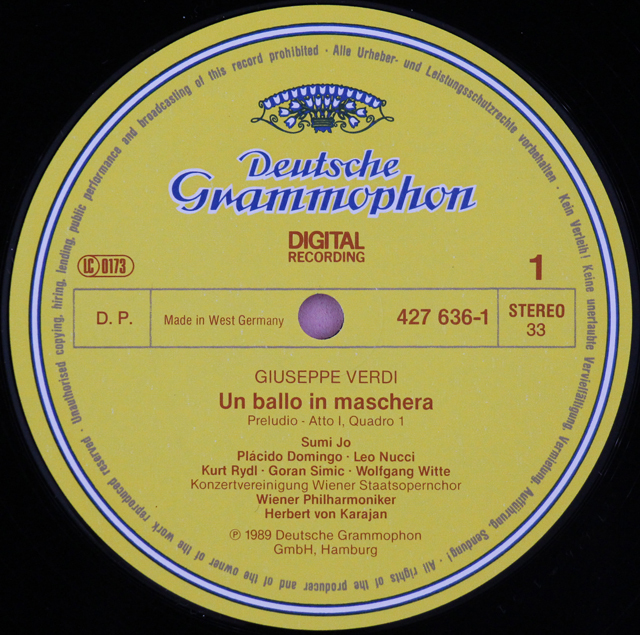 Unauthorised copying, hiring, lending, public performance and broadcasting of this record prohibited · Alle Urheber- und Leistungsschutzrechte vorbehalten · Kein Verleih! Keine unerlaubte Vervielfältigung, Vermietung, Aufführung, Sendung! · All rights of the producer and of the owner of the work reproduced reserved ·
Deutsche
Grammophon
DIGITAL
RECORDING
LC 0173
1
D. P.
Made in West Germany
427 636-1
STEREO
33
GIUSEPPE VERDI
Un ballo in maschera
Preludio - Atto I, Quadro 1
Sumi Jo
Plácido Domingo · Leo Nucci
Kurt Rydl · Goran Simic · Wolfgang Witte
Konzertvereinigung Wiener Staatsopernchor
Wiener Philharmoniker
Herbert von Karajan
℗ 1989 Deutsche Grammophon
GmbH, Hamburg